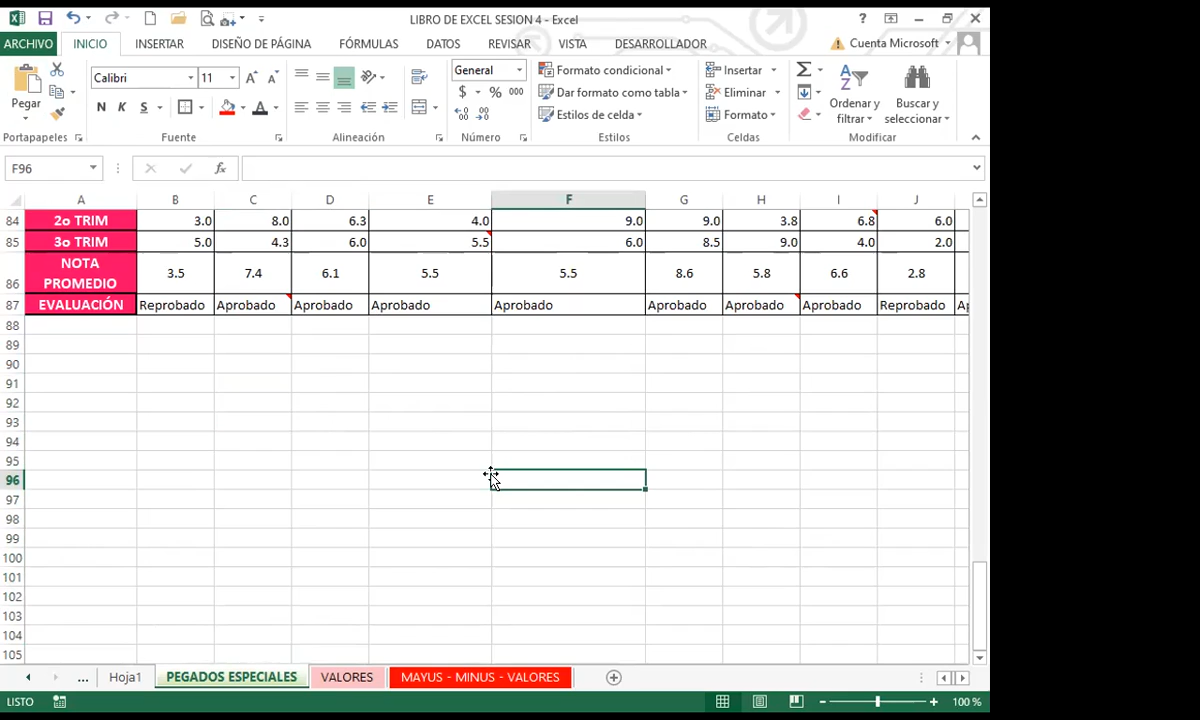 LIBRO DE EXCEL SESION 4 - Excel
ARCHIVO INICIO INSERTAR DISEÑO DE PÁGINA FÓRMULAS DATOS REVISAR VISTA DESARROLLADOR Cuenta Microsoft
Pegar
Calibri 11
N K S A
General
$ % 000
Formato condicional
Dar formato como tabla
Estilos de celda
Insertar
Eliminar
Formato
Ordenar y filtrar
Buscar y seleccionar
Portapapeles Fuente Alineación Número Estilos Celdas Modificar
F96 fx
A B C D E F G H I J
84 2o TRIM 3.0 8.0 6.3 4.0 9.0 9.0 3.8 6.8 6.0
85 3o TRIM 5.0 4.3 6.0 5.5 6.0 8.5 9.0 4.0 2.0
86 NOTA PROMEDIO 3.5 7.4 6.1 5.5 5.5 8.6 5.8 6.6 2.8
87 EVALUACIÓN Reprobado Aprobado Aprobado Aprobado Aprobado Aprobado Aprobado Aprobado Reprobado Ap
88
89
90
91
92
93
94
95
96
97
98
99
100
101
102
103
104
105
... Hoja1 PEGADOS ESPECIALES VALORES MAYUS - MINUS - VALORES
LISTO 100 %